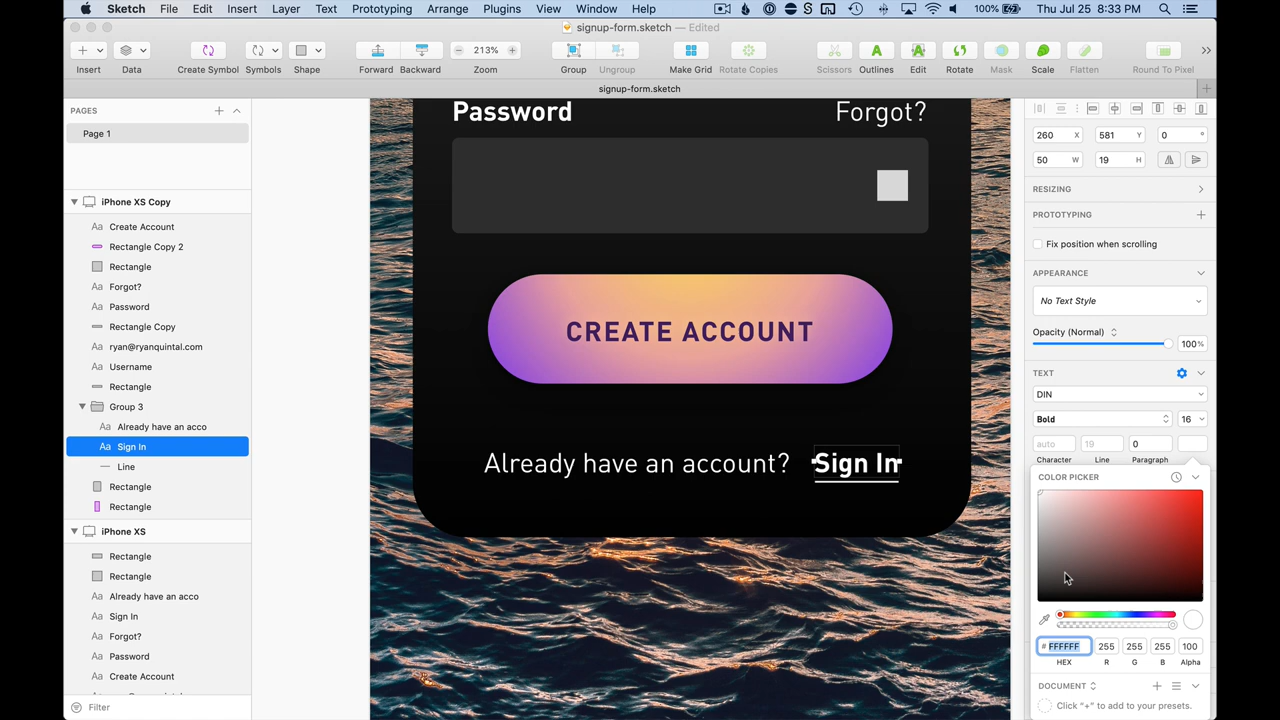 Sketch File Edit Insert Layer Text Prototyping Arrange Plugins View Window Help 100% Thu Jul 25 8:33 PM
signup-form.sketch — Edited
213%
Insert Data Create Symbol Symbols Shape Forward Backward Zoom Group Ungroup Make Grid Rotate Copies Scissors Outlines Edit Rotate Mask Scale Flatten Round To Pixel
signup-form.sketch
PAGES
Page 1
iPhone XS Copy
Create Account
Rectangle Copy 2
Rectangle
Forgot?
Password
Rectangle Copy
ryan@ryanquintal.com
Username
Rectangle
Group 3
Already have an acco
Sign In
Line
Rectangle
Rectangle
iPhone XS
Rectangle
Rectangle
Already have an acco
Sign In
Forgot?
Password
Create Account
Filter
Password Forgot?
CREATE ACCOUNT
Already have an account? Sign In
260 X 581 Y 0 °
50 W 19 H
RESIZING
PROTOTYPING
Fix position when scrolling
APPEARANCE
No Text Style
Opacity (Normal)
100%
TEXT
DIN
Bold 16
auto 19 0
Character Line Paragraph
COLOR PICKER
# FFFFFF 255 255 255 100
HEX R G B Alpha
DOCUMENT
Click "+" to add to your presets.